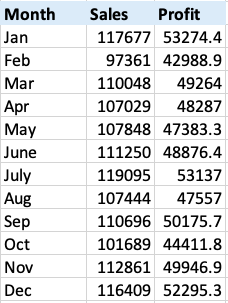 Month Sales Profit
Jan 117677 53274.4
Feb 97361 42988.9
Mar 110048 49264
Apr 107029 48287
May 107848 47383.3
June 111250 48876.4
July 119095 53137
Aug 107444 47557
Sep 110696 50175.7
Oct 101689 44411.8
Nov 112861 49946.9
Dec 116409 52295.3